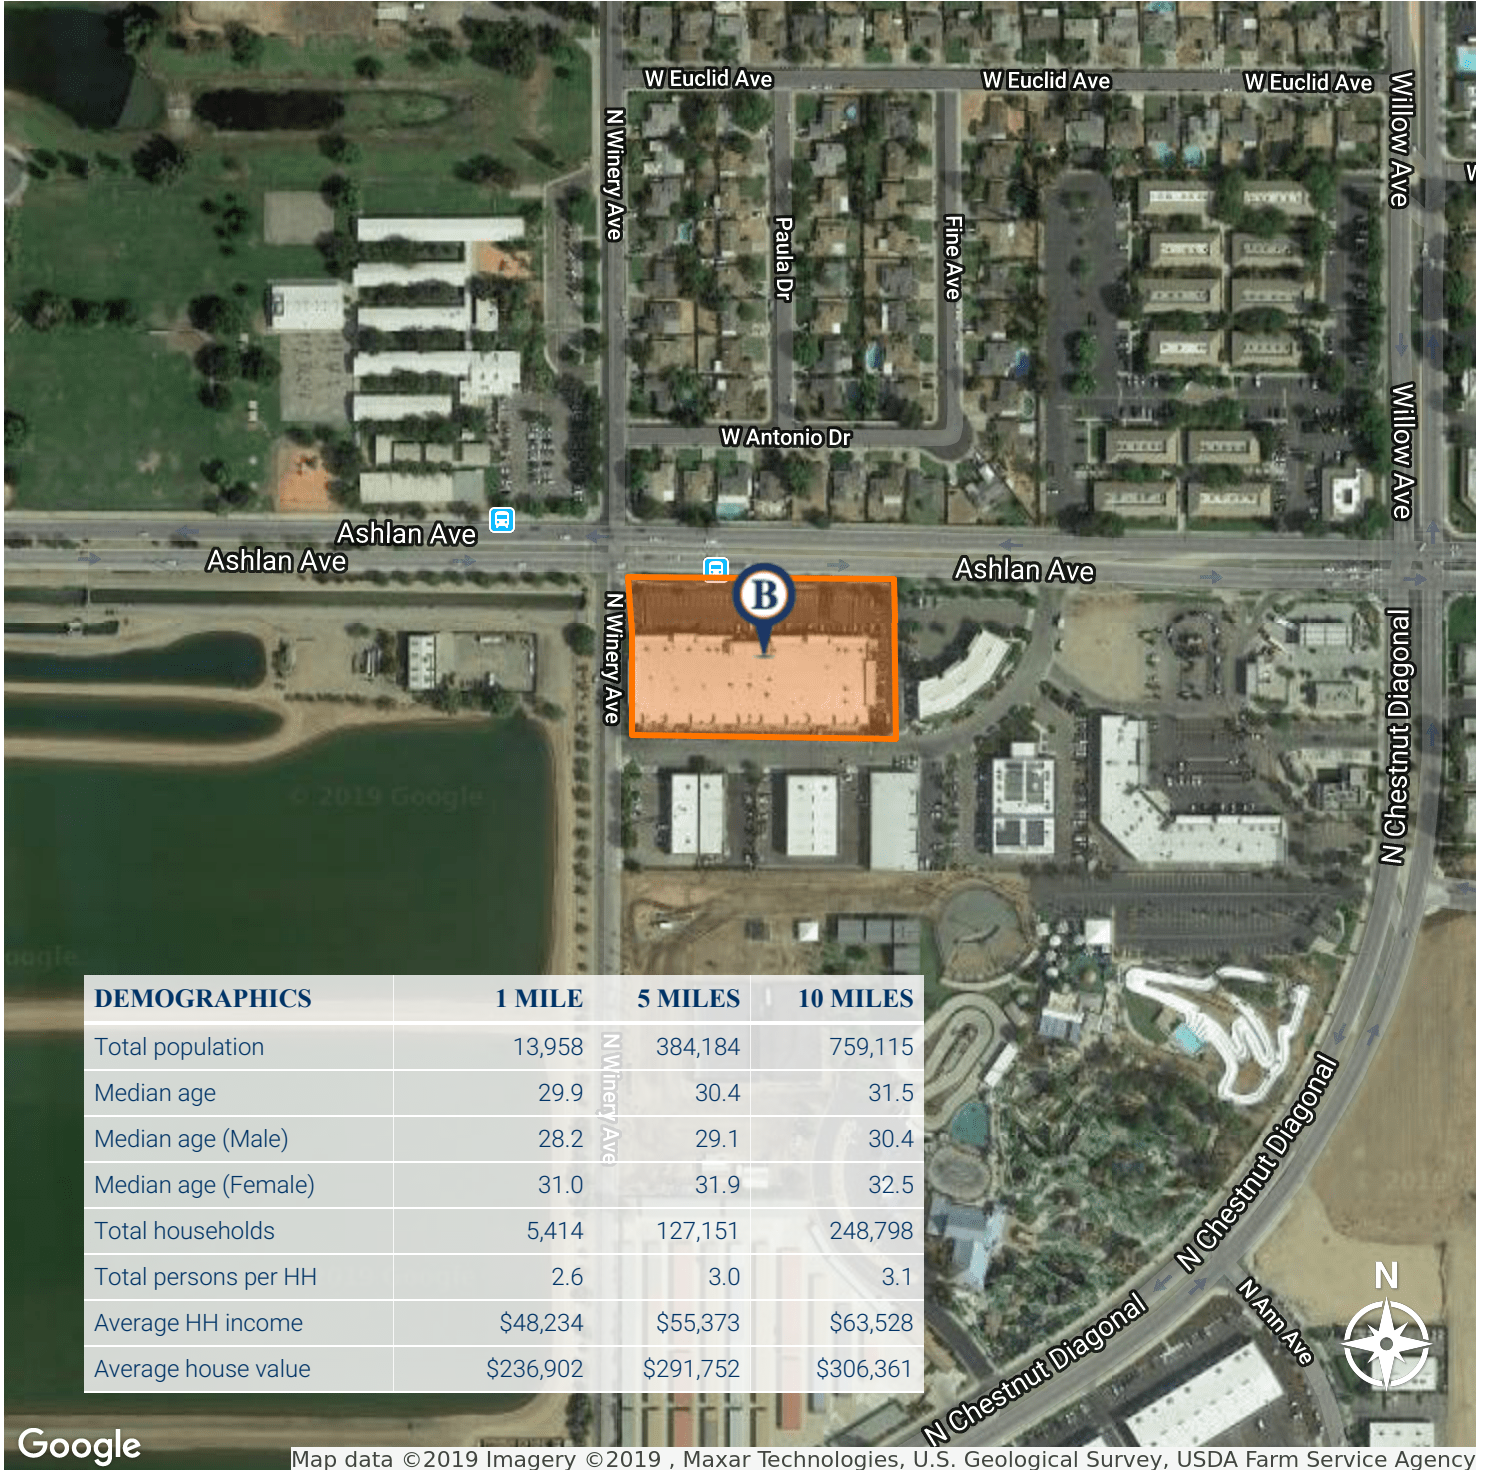 W Euclid Ave
W Euclid Ave
W Euclid Ave
Willow Ave
W
N Winery Ave
Paula Dr
Fine Ave
Willow Ave
W Antonio Dr
Ashlan Ave
Ashlan Ave
Ashlan Ave
B
N Winery Ave
N Chestnut Diagonal
© 2019 Google
DEMOGRAPHICS 1 MILE 5 MILES 10 MILES
Total population 13,958 384,184 759,115
Median age 29.9 30.4 31.5
Median age (Male) 28.2 29.1 30.4
Median age (Female) 31.0 31.9 32.5
Total households 5,414 127,151 248,798
Total persons per HH 2.6 3.0 3.1
Average HH income $48,234 $55,373 $63,528
Average house value $236,902 $291,752 $306,361
N Winery Ave
N Chestnut Diagonal
N Chestnut Diagonal
N Ann Ave
N
Google
Map data ©2019 Imagery ©2019 , Maxar Technologies, U.S. Geological Survey, USDA Farm Service Agency